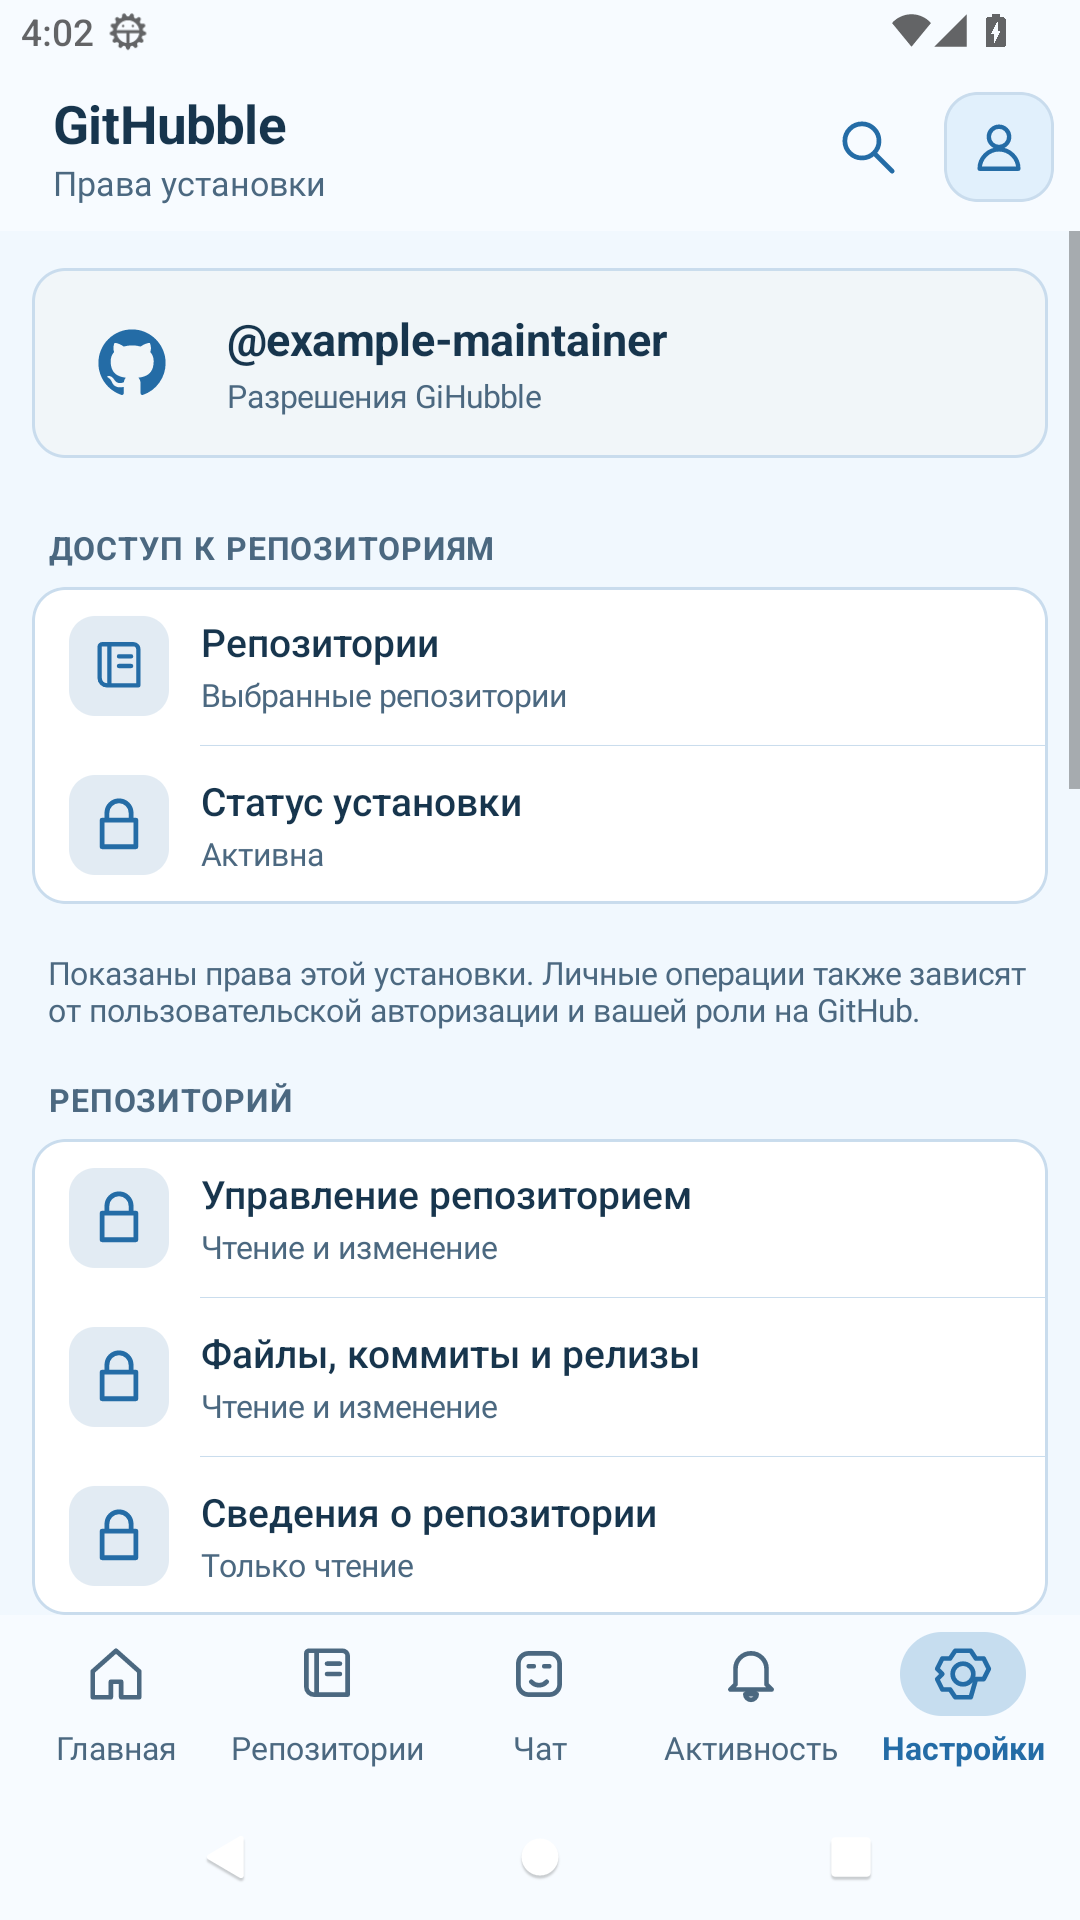 4:02
GitHubble
Права установки
@example-maintainer
Разрешения GiHubble
ДОСТУП К РЕПОЗИТОРИЯМ
Репозитории
Выбранные репозитории
Статус установки
Активна
Показаны права этой установки. Личные операции также зависят
от пользовательской авторизации и вашей роли на GitHub.
РЕПОЗИТОРИЙ
Управление репозиторием
Чтение и изменение
Файлы, коммиты и релизы
Чтение и изменение
Сведения о репозитории
Только чтение
Главная
Репозитории
Чат
Активность
Настройки